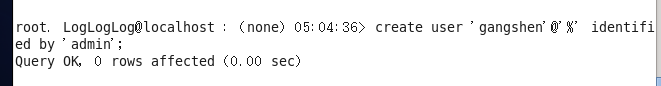 root. LogLogLog@localhost : (none) 05:04:36> create user 'gangshen'@'%' identifi
ed by 'admin';
Query OK, 0 rows affected (0.00 sec)